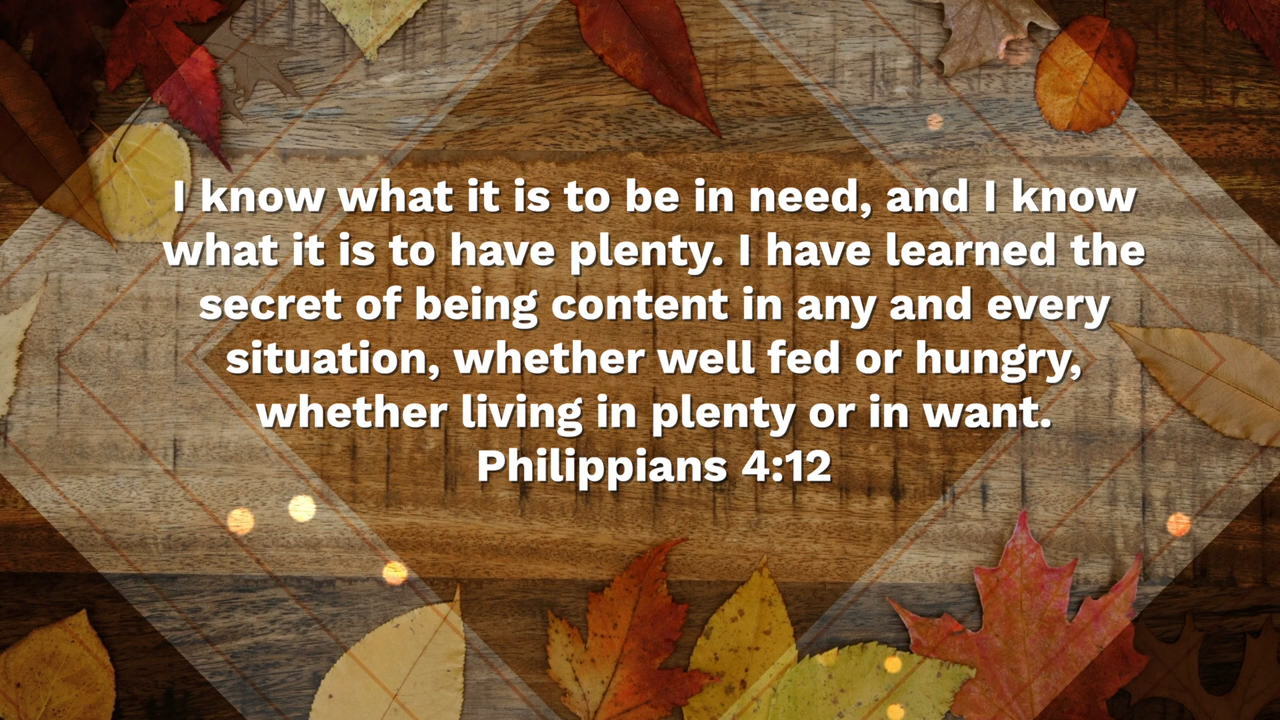 I know what it is to be in need, and I know
what it is to have plenty. I have learned the
secret of being content in any and every
situation, whether well fed or hungry,
whether living in plenty or in want.
Philippians 4:12